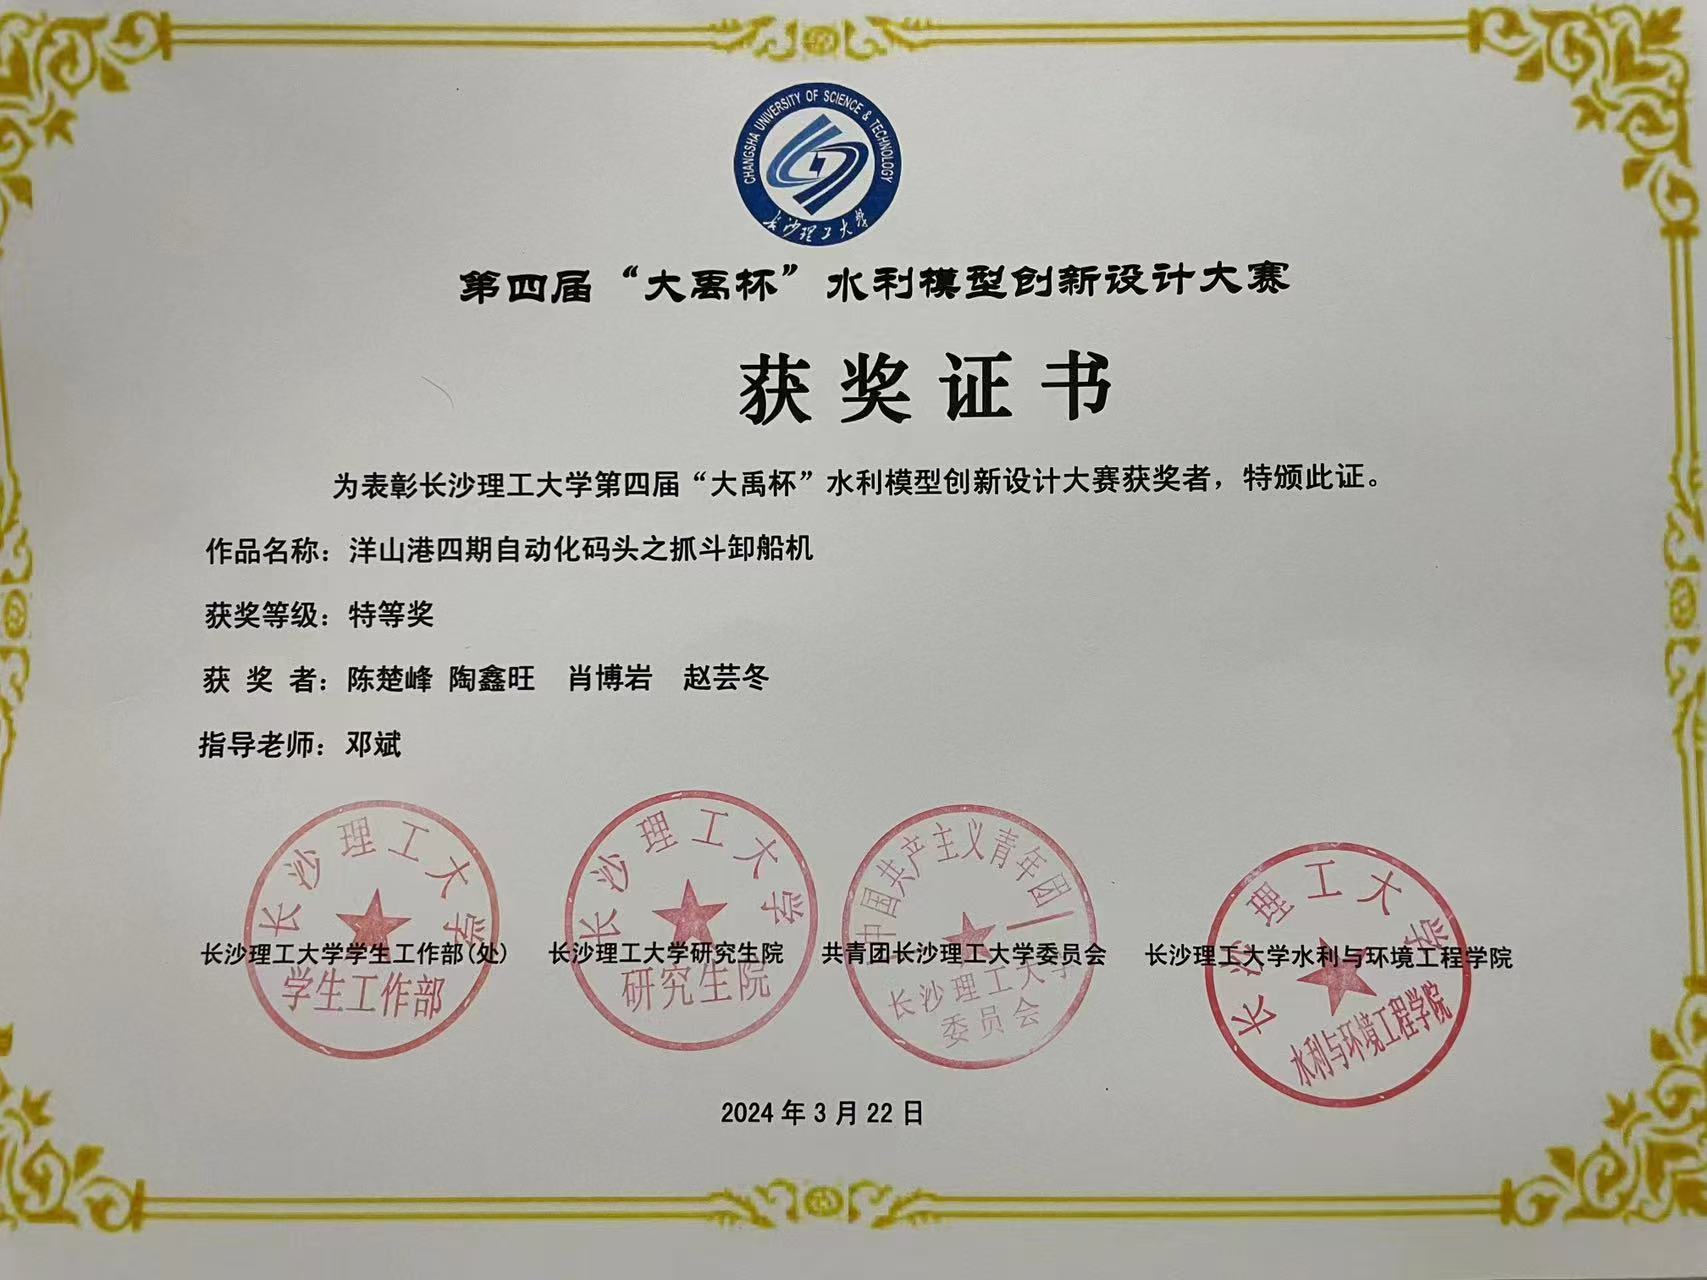 CHANGSHA UNIVERSITY OF SCIENCE & TECHNOLOGY
长沙理工大学
第四届“大禹杯”水利模型创新设计大赛
获奖证书
为表彰长沙理工大学第四届“大禹杯”水利模型创新设计大赛获奖者，特颁此证。
作品名称：洋山港四期自动化码头之抓斗卸船机
获奖等级：特等奖
获 奖 者：陈楚峰 陶鑫旺 肖博岩 赵芸冬
指导老师：邓斌
长沙理工大学
长沙理工大学学生工作部(处)
学生工作部
长沙理工大学
长沙理工大学研究生院
研究生院
中国共产主义青年团
共青团长沙理工大学委员会
长沙理工大学
委员会
长沙理工大学
长沙理工大学水利与环境工程学院
水利与环境工程学院
2024年3月22日